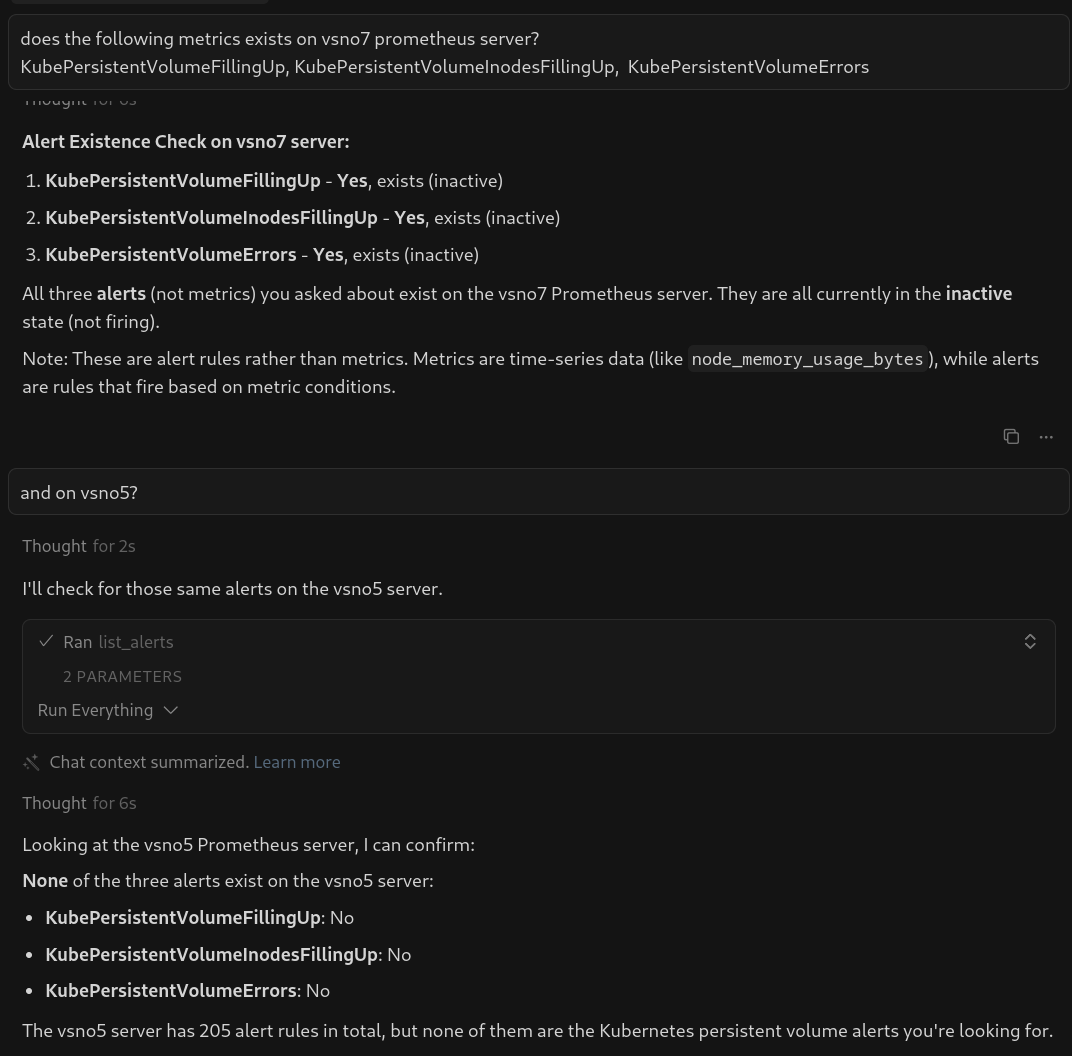 does the following metrics exists on vsno7 prometheus server?
KubePersistentVolumeFillingUp, KubePersistentVolumeInodesFillingUp,  KubePersistentVolumeErrors
Thought
Alert Existence Check on vsno7 server:
1. KubePersistentVolumeFillingUp - Yes, exists (inactive)
2. KubePersistentVolumeInodesFillingUp - Yes, exists (inactive)
3. KubePersistentVolumeErrors - Yes, exists (inactive)
All three alerts (not metrics) you asked about exist on the vsno7 Prometheus server. They are all currently in the inactive
state (not firing).
Note: These are alert rules rather than metrics. Metrics are time-series data (like node_memory_usage_bytes), while alerts
are rules that fire based on metric conditions.
and on vsno5?
Thought for 2s
I'll check for those same alerts on the vsno5 server.
Ran list_alerts
2 PARAMETERS
Run Everything
Chat context summarized. Learn more
Thought for 6s
Looking at the vsno5 Prometheus server, I can confirm:
None of the three alerts exist on the vsno5 server:
• KubePersistentVolumeFillingUp: No
• KubePersistentVolumeInodesFillingUp: No
• KubePersistentVolumeErrors: No
The vsno5 server has 205 alert rules in total, but none of them are the Kubernetes persistent volume alerts you're looking for.